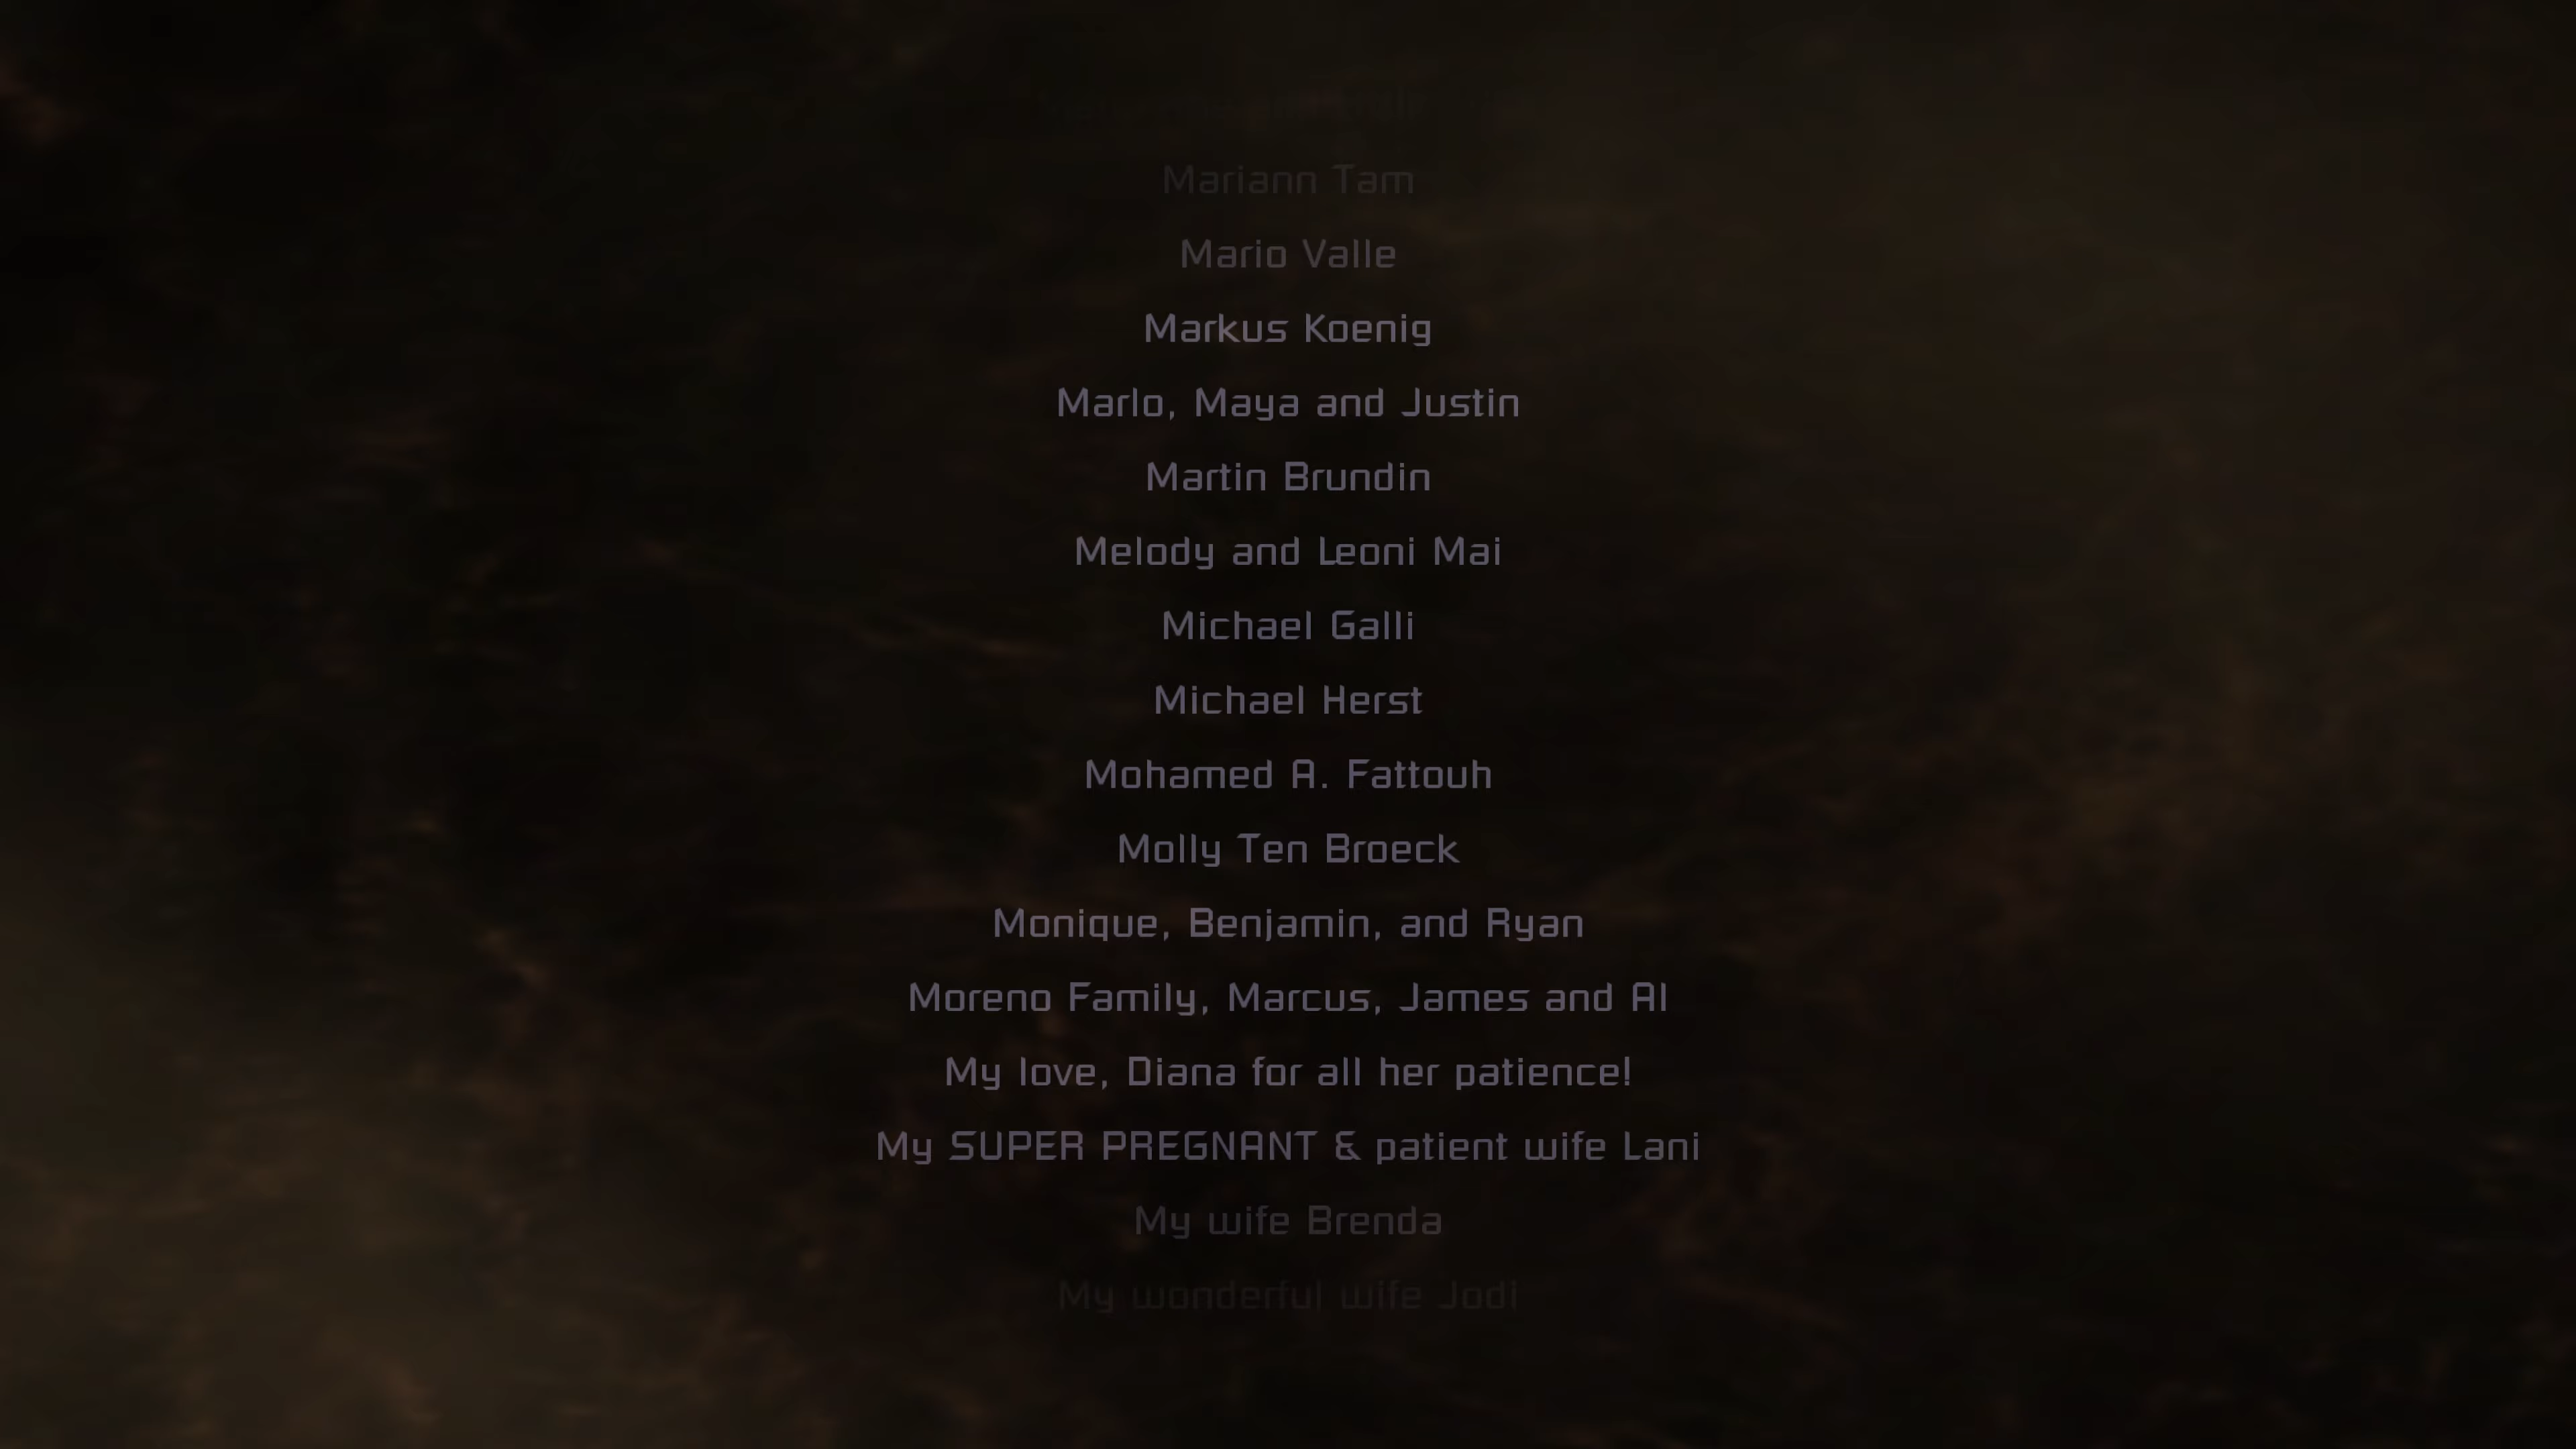 Mariann Tam
Mario Valle
Markus Koenig
Marlo, Maya and Justin
Martin Brundin
Melody and Leoni Mai
Michael Galli
Michael Herst
Mohamed A. Fattouh
Molly Ten Broeck
Monique, Benjamin, and Ryan
Moreno Family, Marcus, James and Al
My love, Diana for all her patience!
My SUPER PREGNANT & patient wife Lani
My wife Brenda
My wonderful wife Jodi